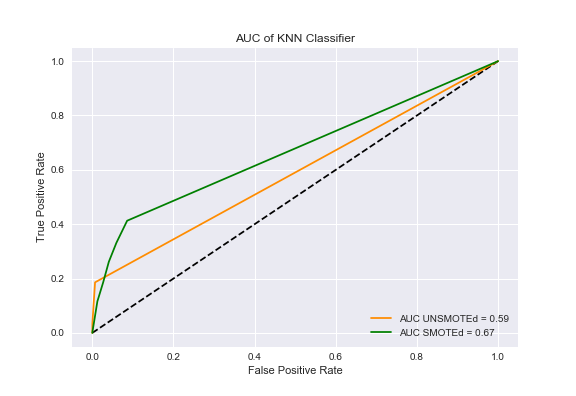 AUC of KNN Classifier
True Positive Rate
1.0
0.8
0.6
0.4
0.2
0.0
AUC UNSMOTEd = 0.59
AUC SMOTEd = 0.67
0.0 0.2 0.4 0.6 0.8 1.0
False Positive Rate